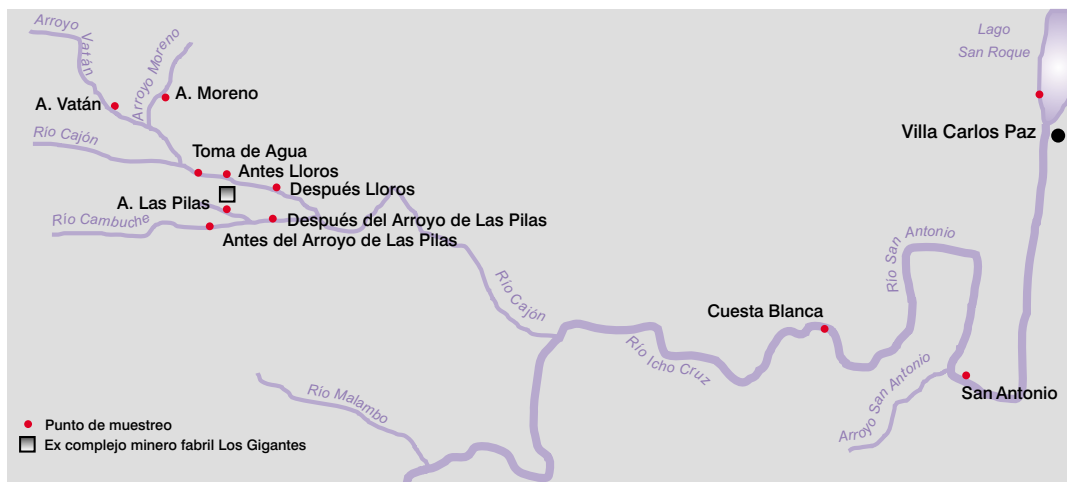 Arroyo
Vatán
Arroyo Moreno
A. Moreno
A. Vatán
Río Cajón
Toma de Agua
Antes Lloros
Después Lloros
A. Las Pilas
Río Cambuche
Después del Arroyo de Las Pilas
Antes del Arroyo de Las Pilas
Río Cajón
Río Malambo
Río Icho Cruz
Cuesta Blanca
Río San
Antonio
Arroyo San Antonio
San Antonio
Lago
San Roque
Villa Carlos Paz
Punto de muestreo
Ex complejo minero fabril Los Gigantes